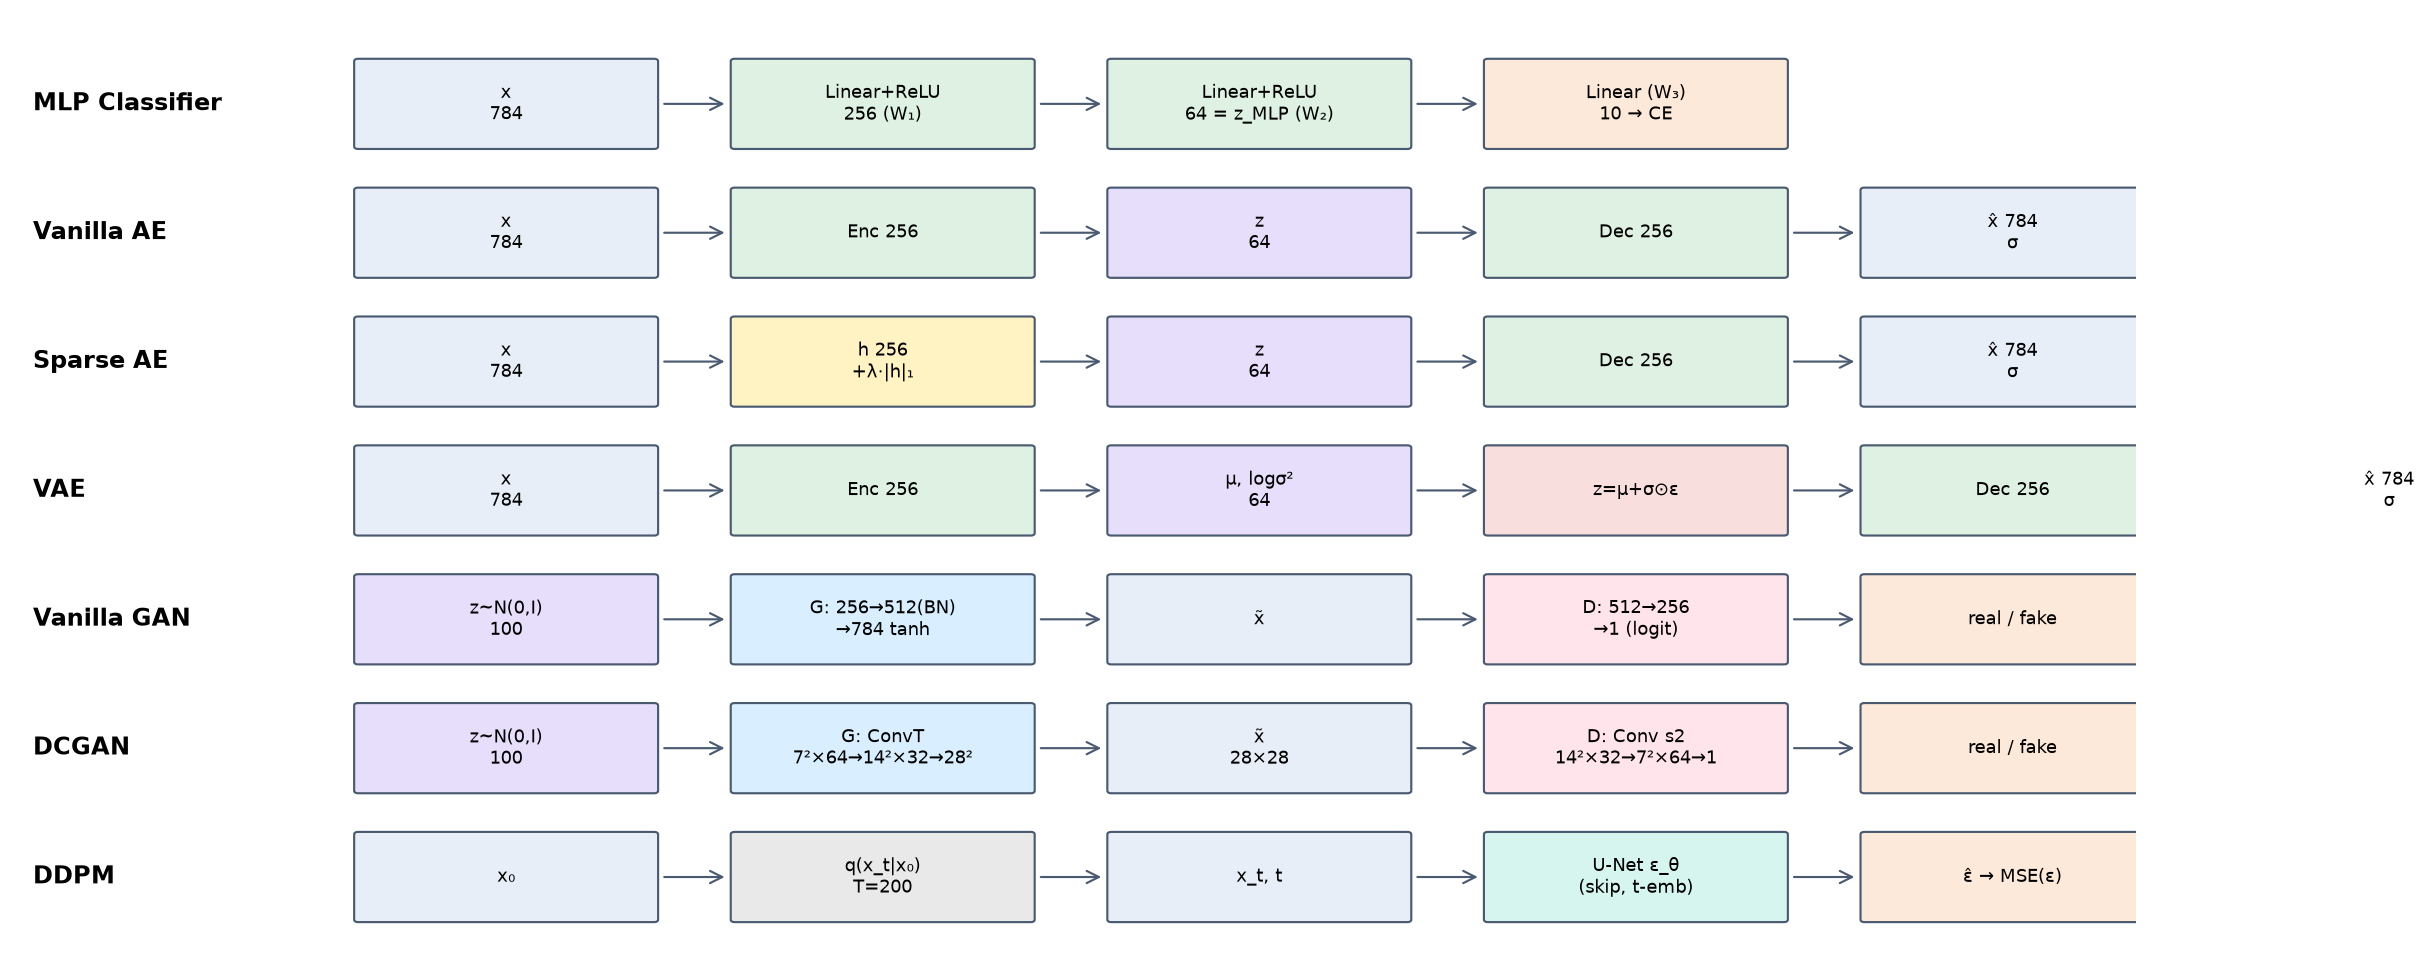 MLP Classifier
x
784
Linear+ReLU
256 (W₁)
Linear+ReLU
64 = z_MLP (W₂)
Linear (W₃)
10 → CE
Vanilla AE
x
784
Enc 256
z
64
Dec 256
x̂ 784
σ
Sparse AE
x
784
h 256
+λ·|h|₁
z
64
Dec 256
x̂ 784
σ
VAE
x
784
Enc 256
μ, logσ²
64
z=μ+σ⊙ε
Dec 256
x̂ 784
σ
Vanilla GAN
z~N(0,I)
100
G: 256→512(BN)
→784 tanh
x̃
D: 512→256
→1 (logit)
real / fake
DCGAN
z~N(0,I)
100
G: ConvT
7²×64→14²×32→28²
x̃
28×28
D: Conv s2
14²×32→7²×64→1
real / fake
DDPM
x₀
q(x_t|x₀)
T=200
x_t, t
U-Net ε_θ
(skip, t-emb)
ε̂ → MSE(ε)